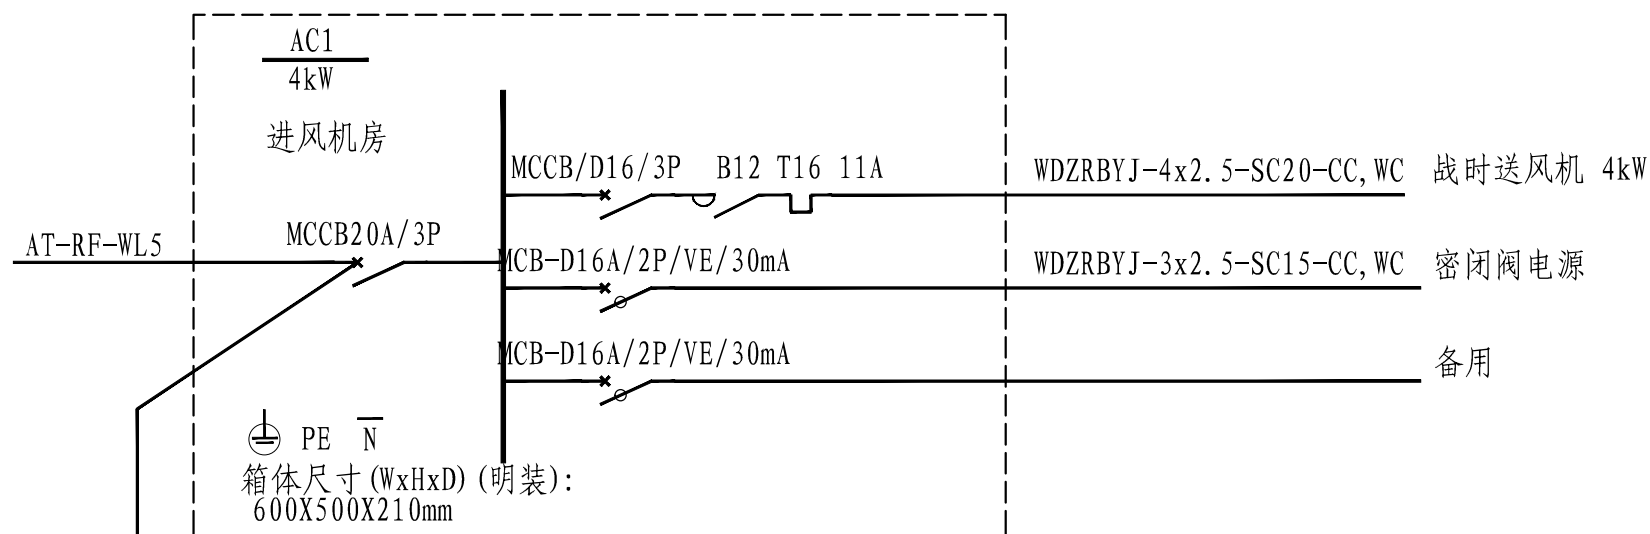 AC1
4kW
进风机房
MCCB/D16/3P B12 T16 11A WDZRBYJ-4x2.5-SC20-CC,WC 战时送风机 4kW
AT-RF-WL5 MCCB20A/3P
MCB-D16A/2P/VE/30mA WDZRBYJ-3x2.5-SC15-CC,WC 密闭阀电源
MCB-D16A/2P/VE/30mA 备用
PE N
箱体尺寸(WxHxD)(明装):
600X500X210mm